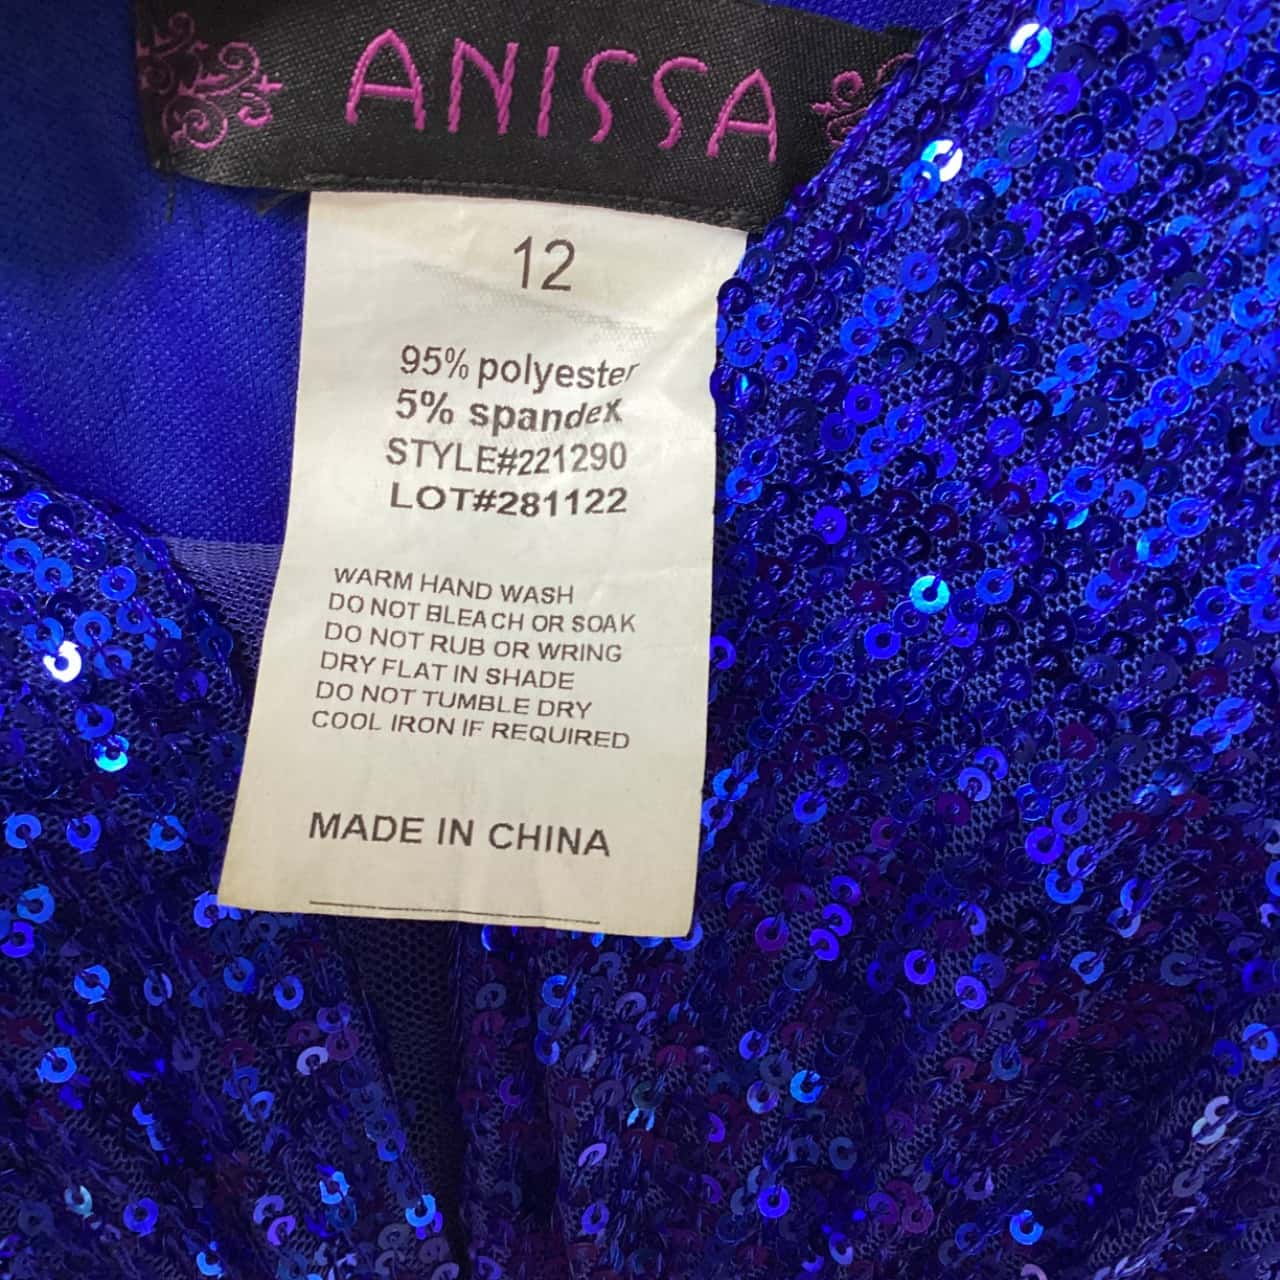 ANISSA
12
95% polyester
5% spandex
STYLE#221290
LOT#281122
WARM HAND WASH
DO NOT BLEACH OR SOAK
DO NOT RUB OR WRING
DRY FLAT IN SHADE
DO NOT TUMBLE DRY
COOL IRON IF REQUIRED
MADE IN CHINA